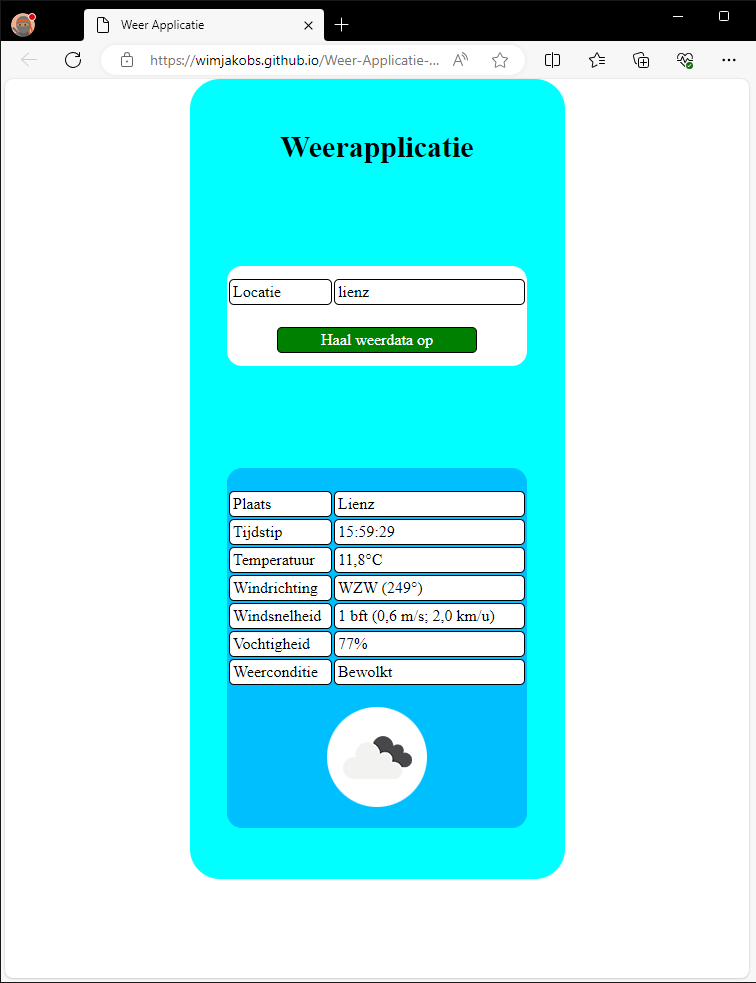 Weer Applicatie
https://wimjakobs.github.io/Weer-Applicatie-...
Weerapplicatie
Locatie lienz
Haal weerdata op
Plaats Lienz
Tijdstip 15:59:29
Temperatuur 11,8°C
Windrichting WZW (249°)
Windsnelheid 1 bft (0,6 m/s; 2,0 km/u)
Vochtigheid 77%
Weerconditie Bewolkt